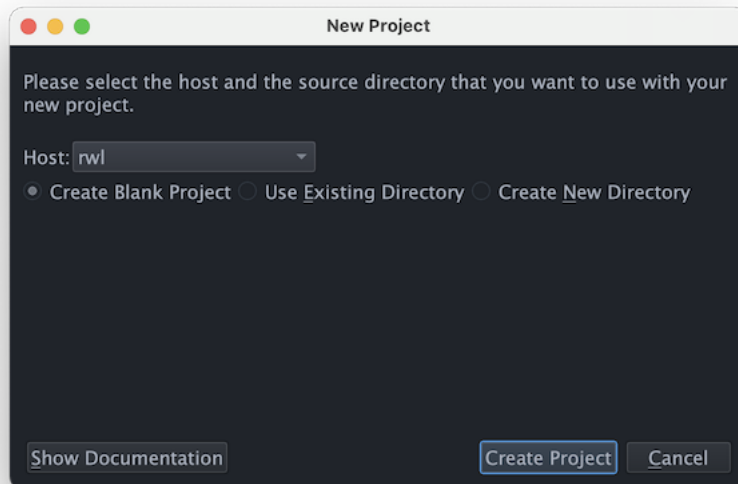 New Project
Please select the host and the source directory that you want to use with your
new project.
Host: rwl
Create Blank Project Use Existing Directory Create New Directory
Show Documentation Create Project Cancel